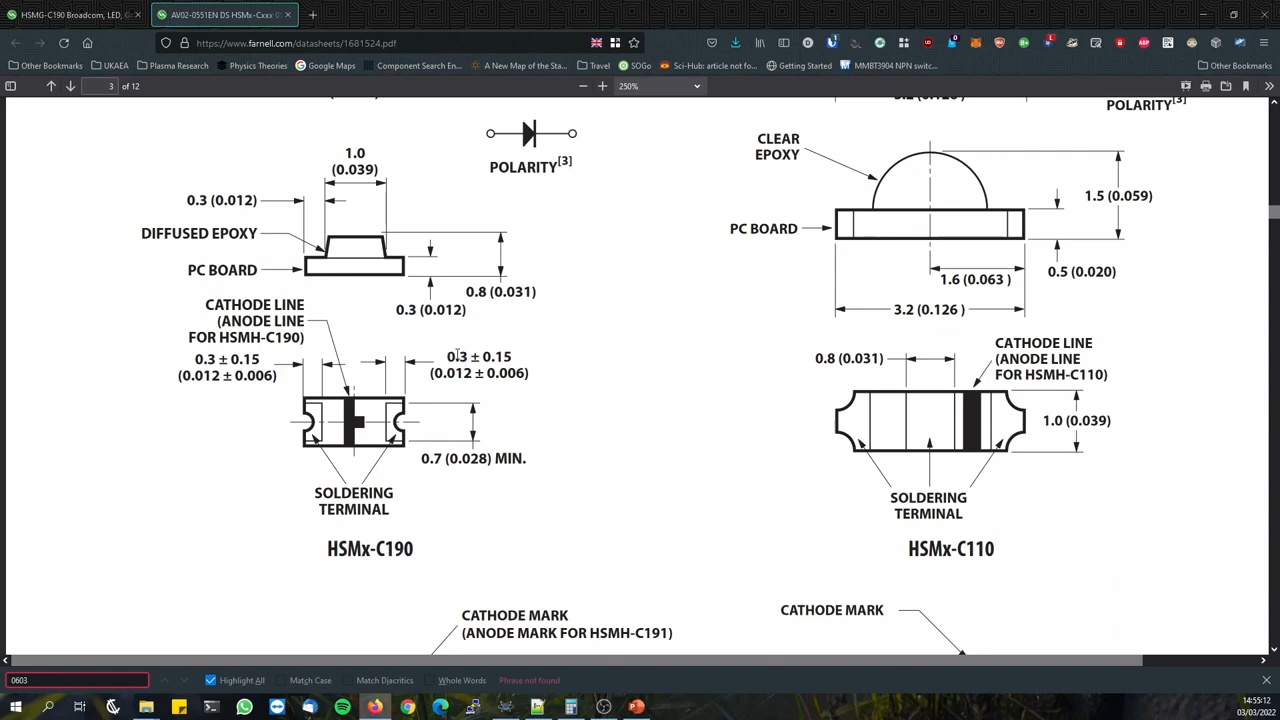 HSMG-C190 Broadcom, LED, G
AV02-0551EN DS HSMx-Cxxx 03
https://www.farnell.com/datasheets/1681524.pdf
Other Bookmarks
UKAEA
Plasma Research
Physics Theories
Google Maps
Component Search En...
A New Map of the Sta...
Travel
SOGo
Sci-Hub: article not fo...
Getting Started
MMBT3904 NPN switc...
Other Bookmarks
3
of 12
250%
3.2 (0.126 )
POLARITY[3]
POLARITY[3]
1.0
(0.039)
0.3 (0.012)
DIFFUSED EPOXY
PC BOARD
0.8 (0.031)
0.3 (0.012)
CATHODE LINE
(ANODE LINE
FOR HSMH-C190)
0.3 ± 0.15
(0.012 ± 0.006)
0.3 ± 0.15
(0.012 ± 0.006)
0.7 (0.028) MIN.
SOLDERING
TERMINAL
HSMx-C190
CLEAR
EPOXY
1.5 (0.059)
PC BOARD
0.5 (0.020)
1.6 (0.063 )
3.2 (0.126 )
0.8 (0.031)
CATHODE LINE
(ANODE LINE
FOR HSMH-C110)
1.0 (0.039)
SOLDERING
TERMINAL
HSMx-C110
CATHODE MARK
(ANODE MARK FOR HSMH-C191)
CATHODE MARK
0603
Highlight All
Match Case
Match Diacritics
Whole Words
Phrase not found
14:55:12
03/03/2022